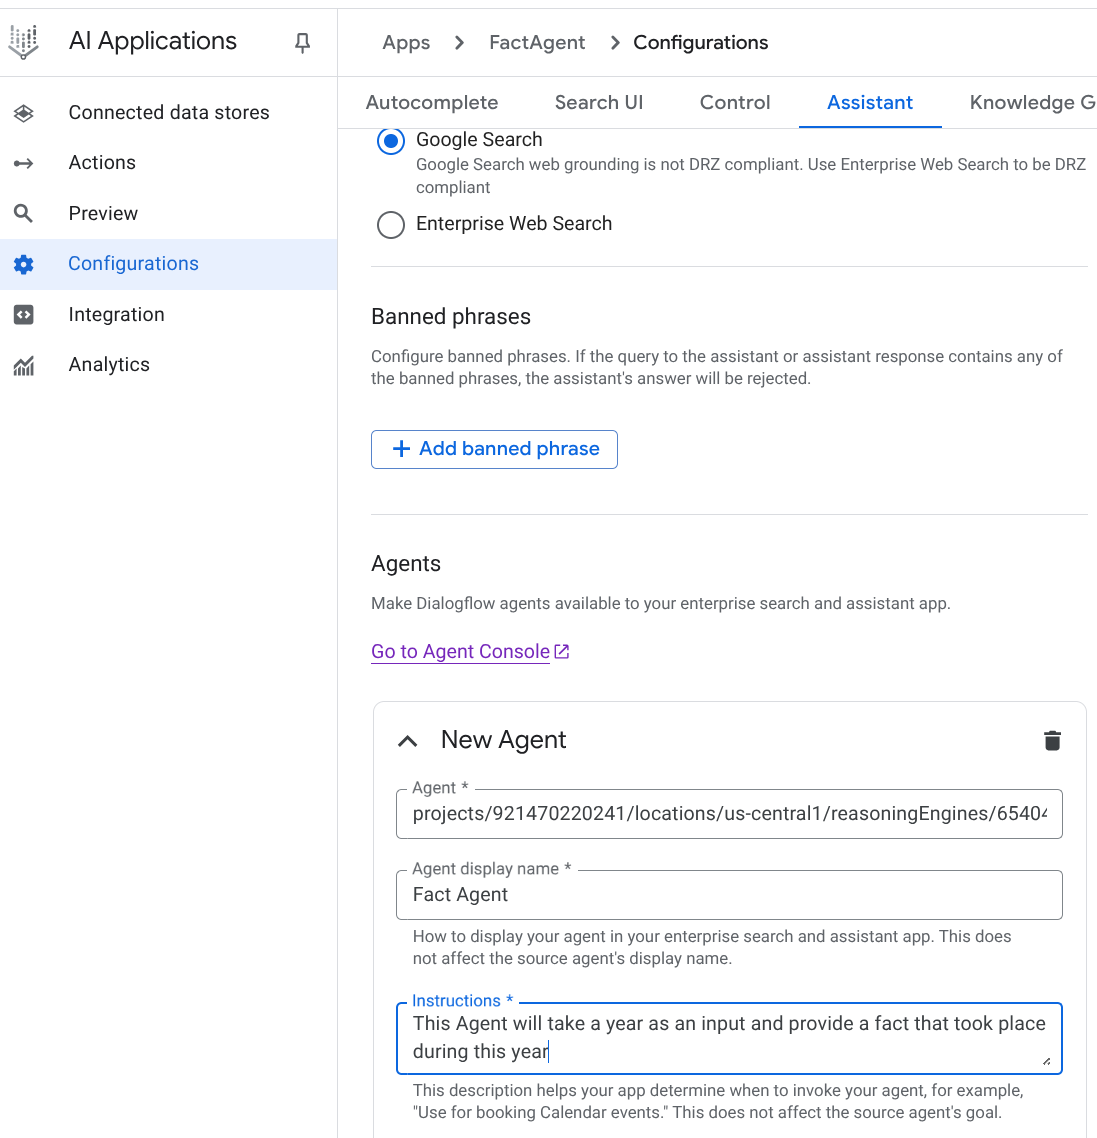 AI Applications
Apps > FactAgent > Configurations
Connected data stores
Actions
Preview
Configurations
Integration
Analytics
Autocomplete Search UI Control Assistant Knowledge G
Google Search
Google Search web grounding is not DRZ compliant. Use Enterprise Web Search to be DRZ
compliant
Enterprise Web Search
Banned phrases
Configure banned phrases. If the query to the assistant or assistant response contains any of
the banned phrases, the assistant's answer will be rejected.
+ Add banned phrase
Agents
Make Dialogflow agents available to your enterprise search and assistant app.
Go to Agent Console
New Agent
Agent *
projects/921470220241/locations/us-central1/reasoningEngines/65404
Agent display name *
Fact Agent
How to display your agent in your enterprise search and assistant app. This does
not affect the source agent's display name.
Instructions *
This Agent will take a year as an input and provide a fact that took place
during this year
This description helps your app determine when to invoke your agent, for example,
"Use for booking Calendar events." This does not affect the source agent's goal.